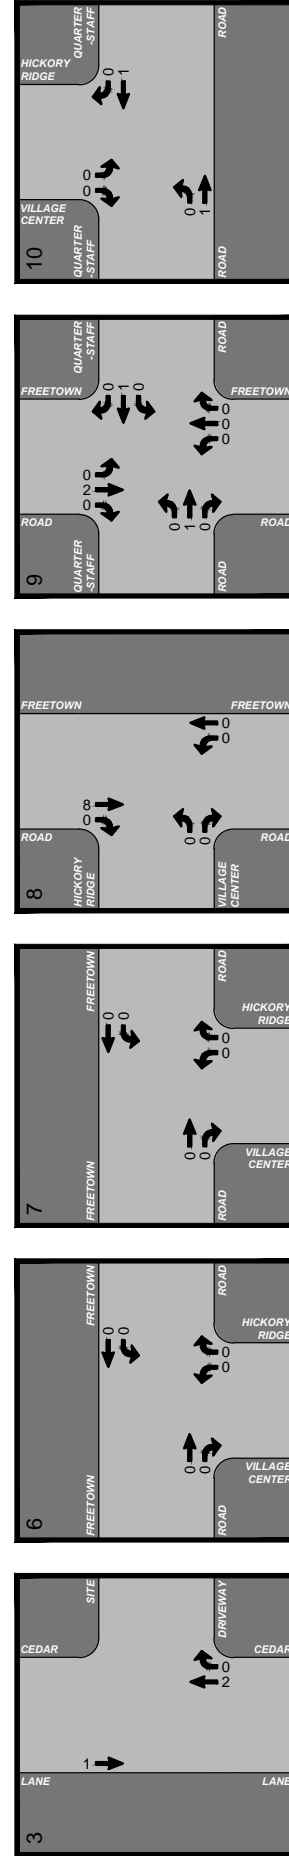 10
HICKORY
RIDGE
QUARTER
-STAFF
ROAD
0
1
0
0
VILLAGE
CENTER
QUARTER
-STAFF
0
1
ROAD
9
FREETOWN
QUARTER
-STAFF
ROAD
FREETOWN
0
1
0
0
2
0
0
0
0
0
1
0
ROAD
QUARTER
-STAFF
ROAD
ROAD
8
FREETOWN
FREETOWN
0
0
8
0
0
0
ROAD
HICKORY
RIDGE
VILLAGE
CENTER
ROAD
7
FREETOWN
ROAD
HICKORY
RIDGE
0
0
0
0
0
0
FREETOWN
ROAD
VILLAGE
CENTER
6
FREETOWN
ROAD
HICKORY
RIDGE
0
0
0
0
0
0
FREETOWN
ROAD
VILLAGE
CENTER
3
CEDAR
SITE
DRIVEWAY
CEDAR
0
2
1
LANE
LANE